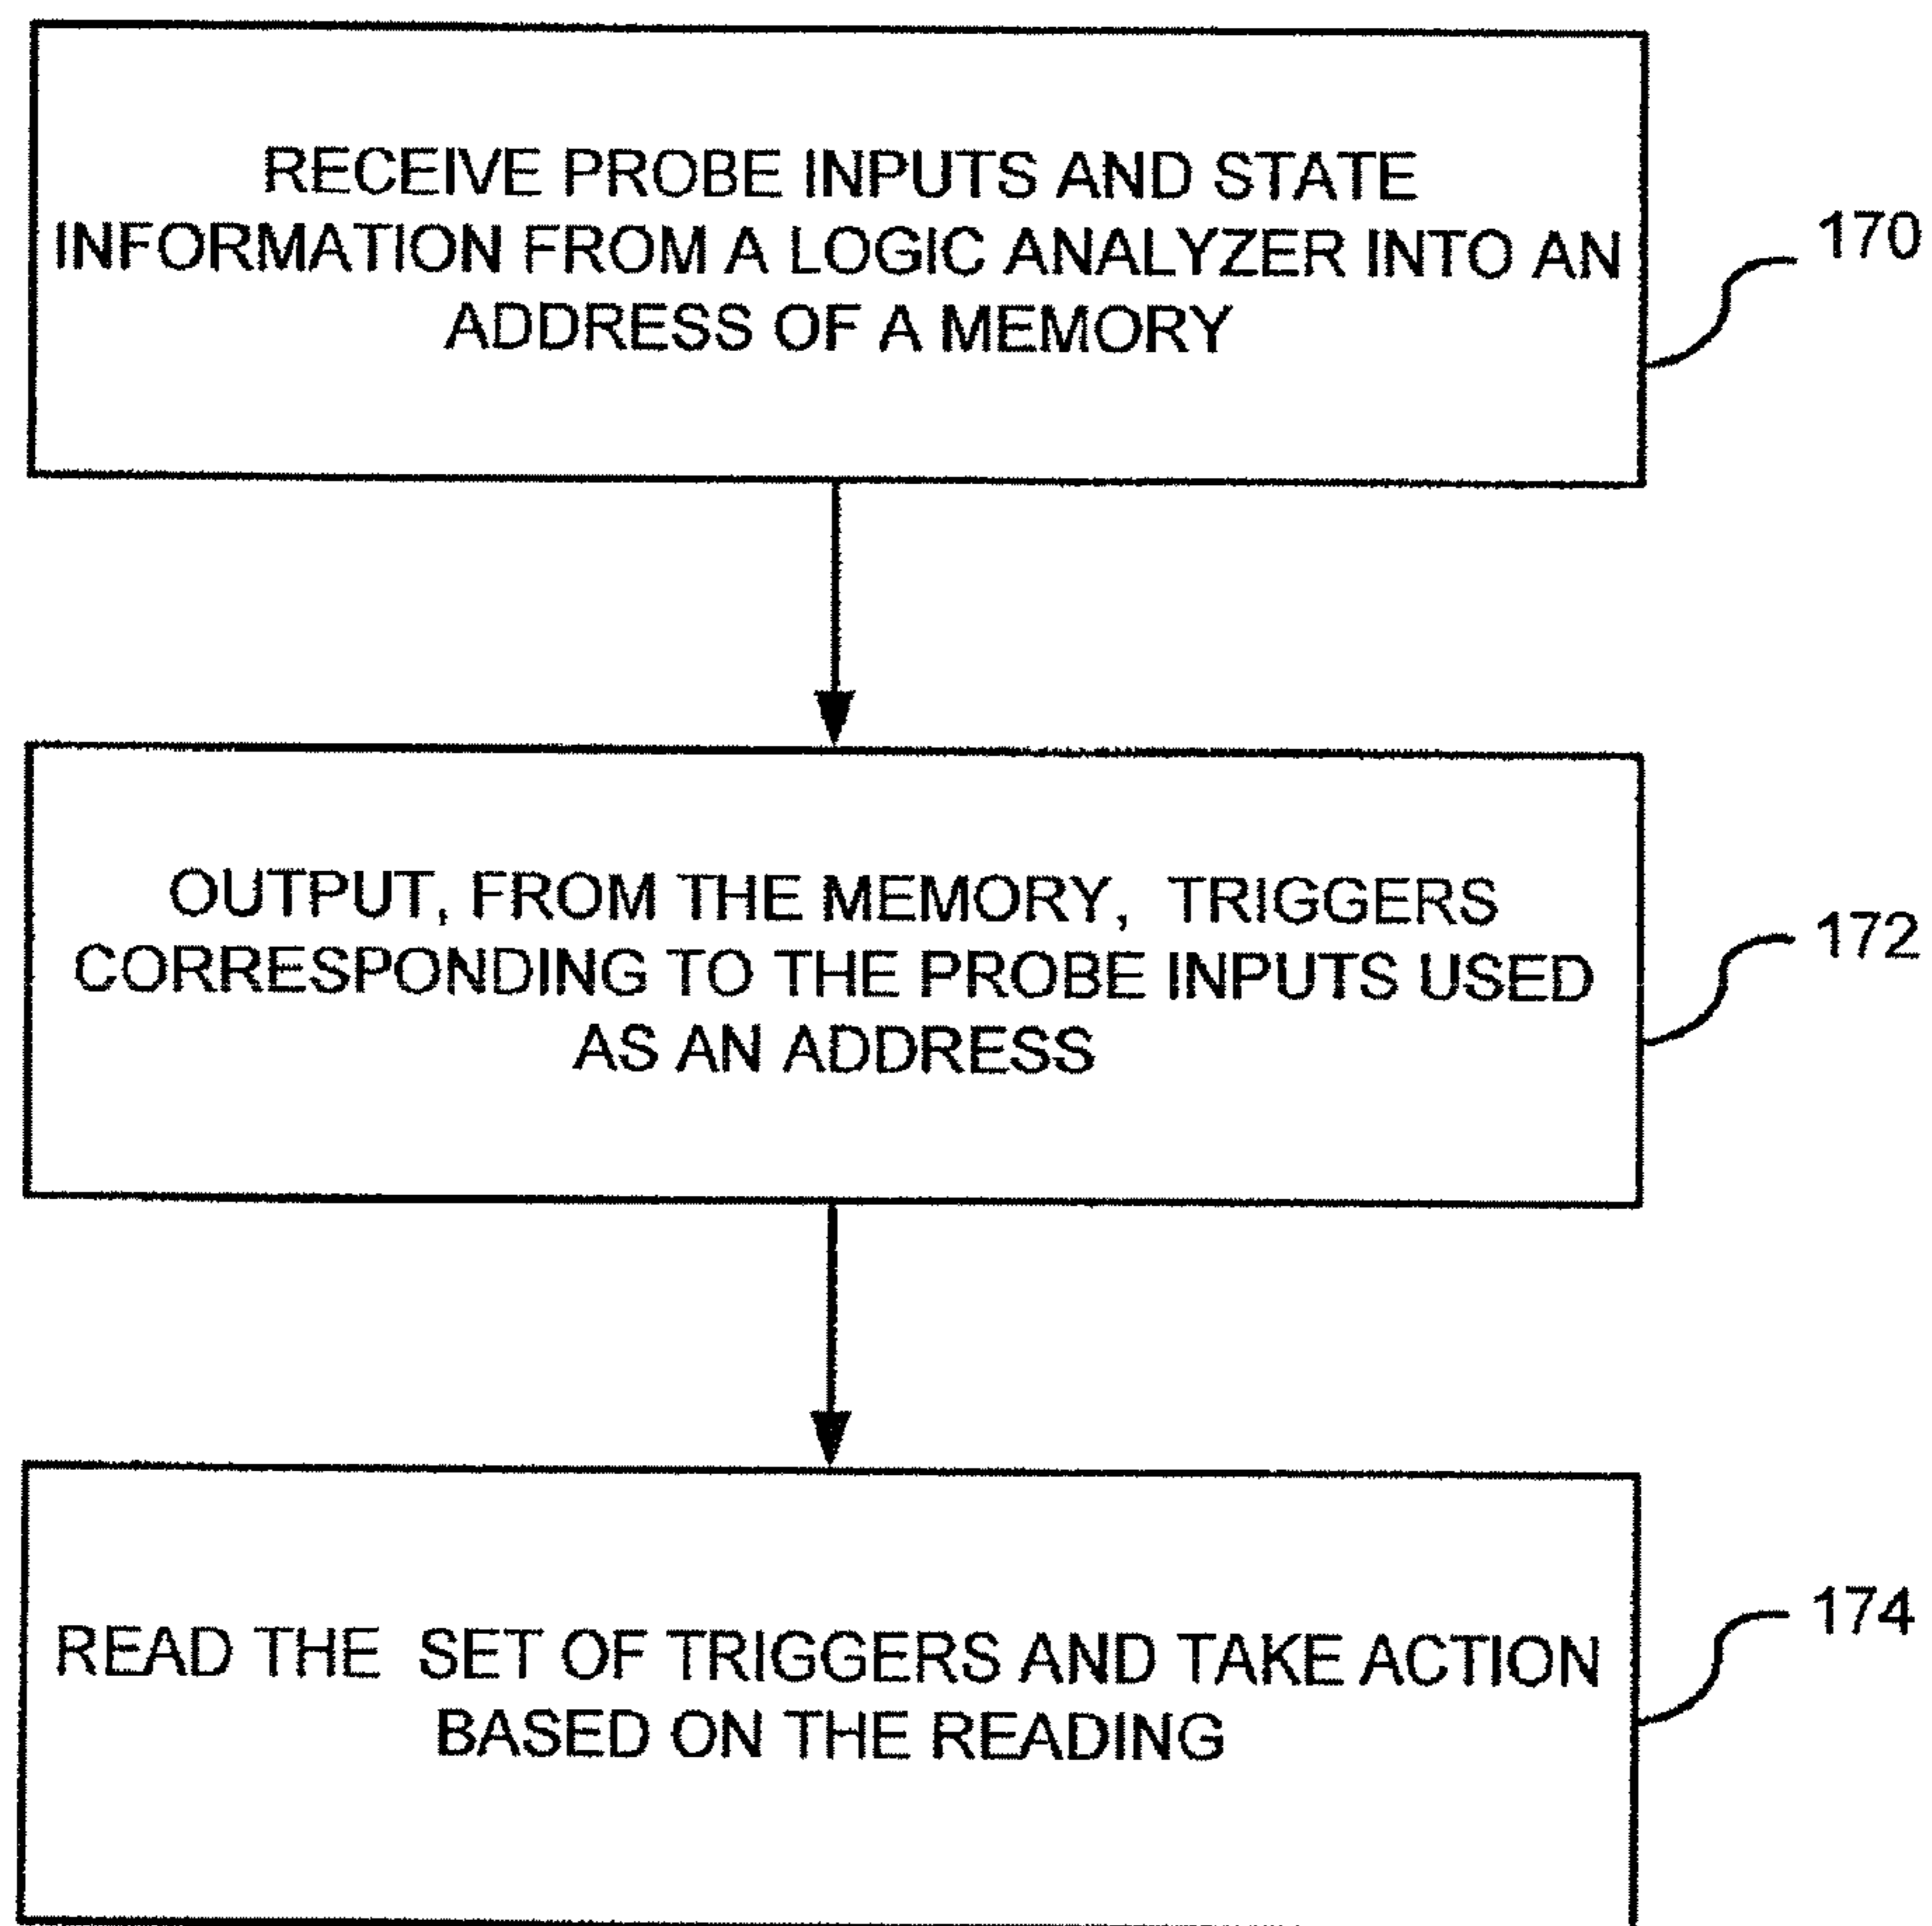 RECEIVE PROBE INPUTS AND STATE
INFORMATION FROM A LOGIC ANALYZER INTO AN
ADDRESS OF A MEMORY
170
OUTPUT, FROM THE MEMORY, TRIGGERS
CORRESPONDING TO THE PROBE INPUTS USED
AS AN ADDRESS
172
READ THE SET OF TRIGGERS AND TAKE ACTION
BASED ON THE READING
174